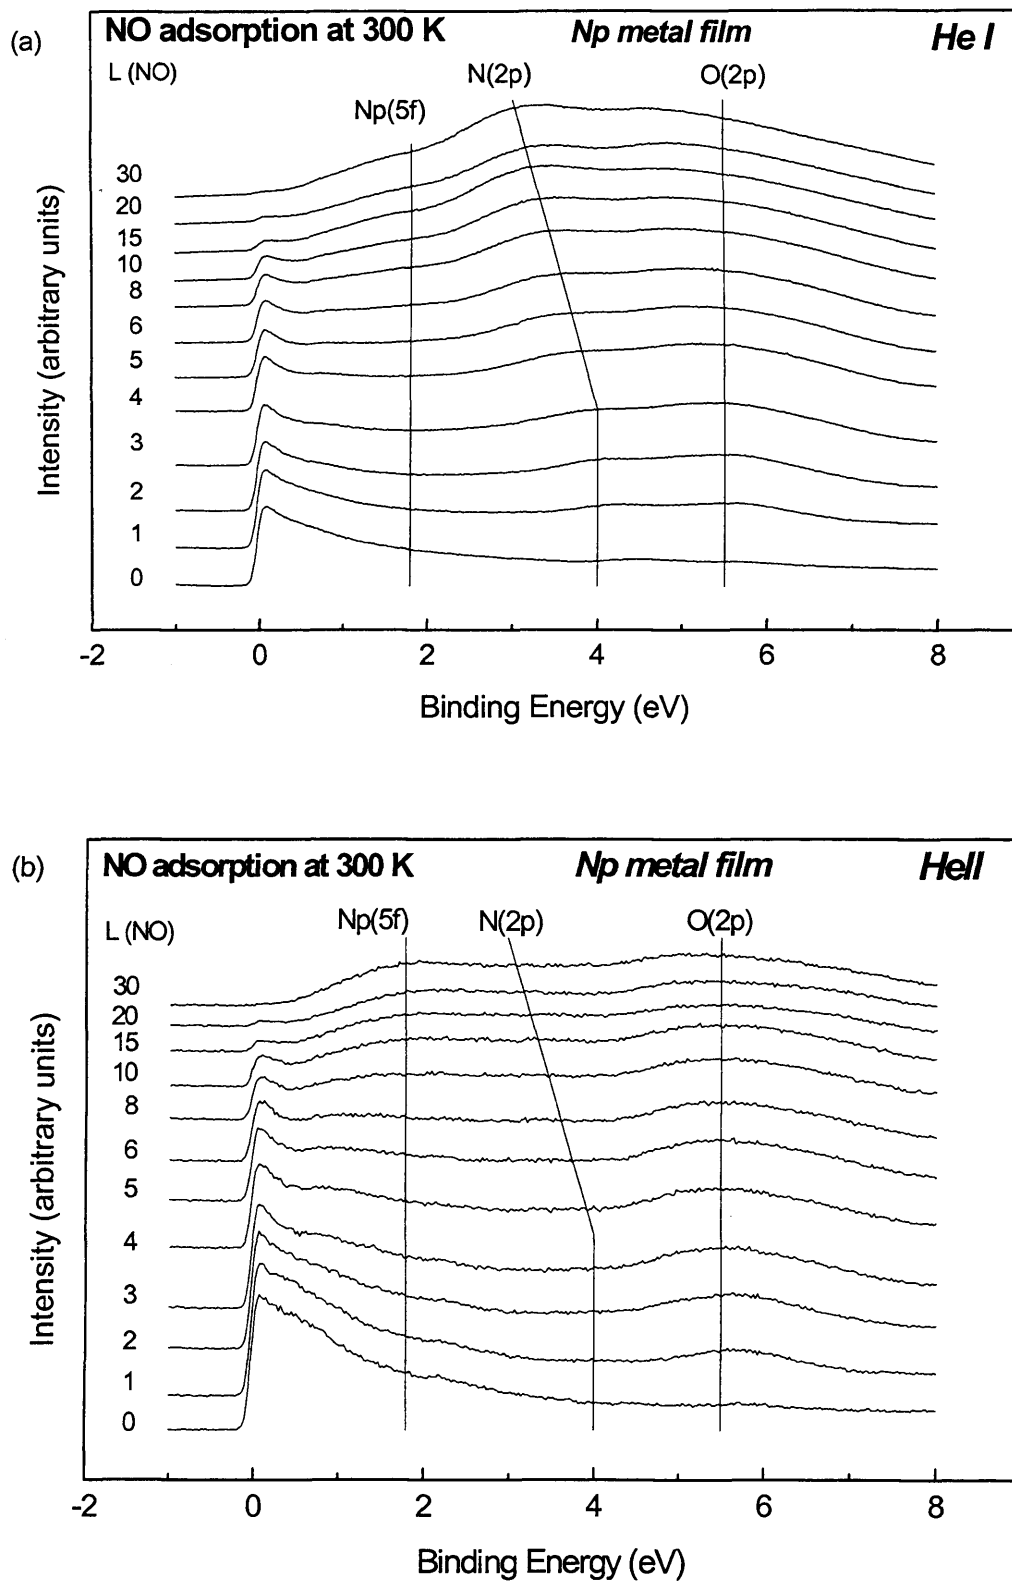 (a)
NO adsorption at 300 K Np metal film He I
L (NO) N(2p) O(2p)
Np(5f)
30
20
15
10
8
6
5
4
3
2
1
0
Intensity (arbitrary units)
-2 0 2 4 6 8
Binding Energy (eV)
(b)
NO adsorption at 300 K Np metal film HeII
L (NO) Np(5f) N(2p) O(2p)
30
20
15
10
8
6
5
4
3
2
1
0
Intensity (arbitrary units)
-2 0 2 4 6 8
Binding Energy (eV)